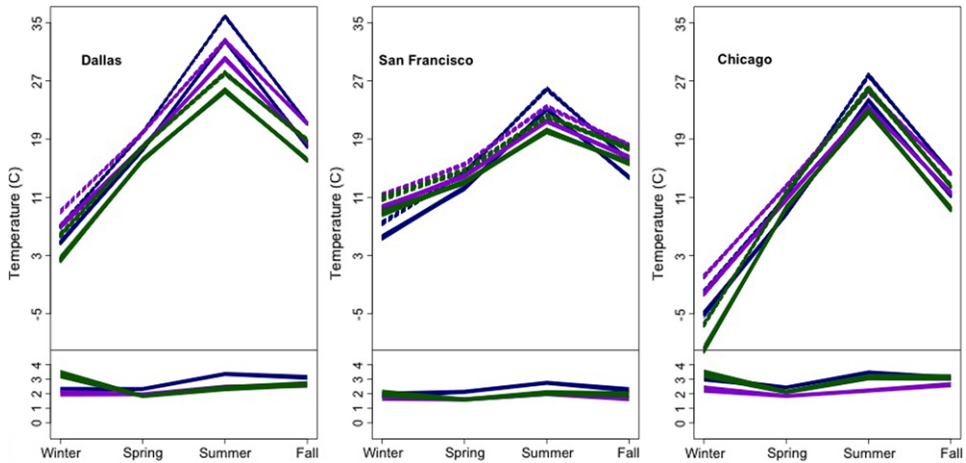 Dallas
San Francisco
Chicago
Temperature (C)
35
27
19
11
3
-5
4
3
2
1
0
Winter
Spring
Summer
Fall
Temperature (C)
35
27
19
11
3
-5
4
3
2
1
0
Winter
Spring
Summer
Fall
Temperature (C)
35
27
19
11
3
-5
4
3
2
1
0
Winter
Spring
Summer
Fall